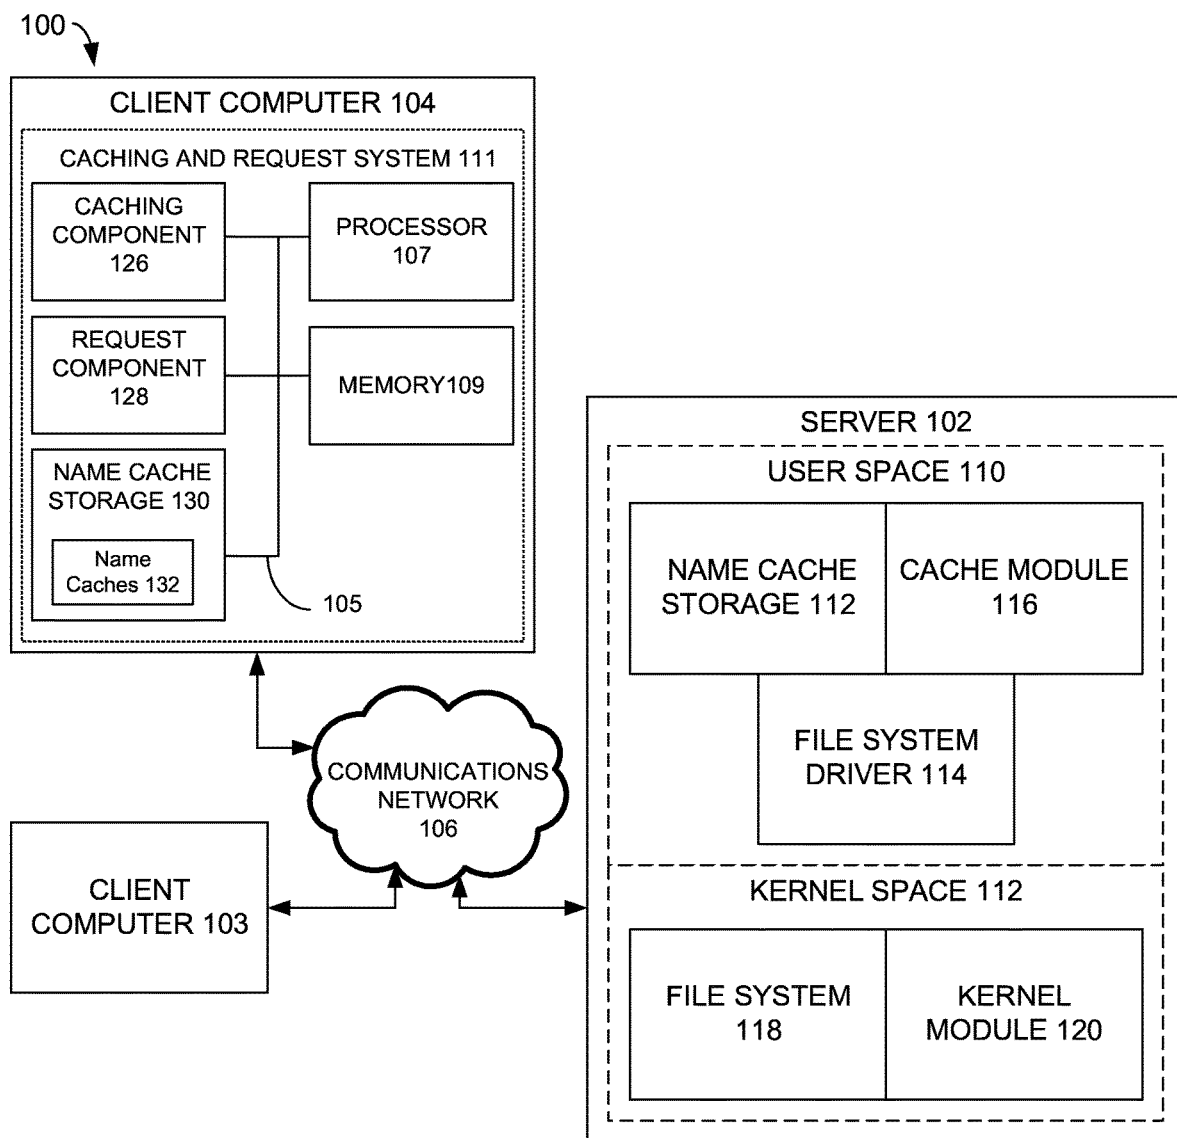 100
CLIENT COMPUTER 104
CACHING AND REQUEST SYSTEM 111
CACHING
COMPONENT
126
PROCESSOR
107
REQUEST
COMPONENT
128
MEMORY109
NAME CACHE
STORAGE 130
Name
Caches 132
105
SERVER 102
USER SPACE 110
NAME CACHE
STORAGE 112
CACHE MODULE
116
FILE SYSTEM
DRIVER 114
COMMUNICATIONS
NETWORK
106
CLIENT
COMPUTER 103
KERNEL SPACE 112
FILE SYSTEM
118
KERNEL
MODULE 120